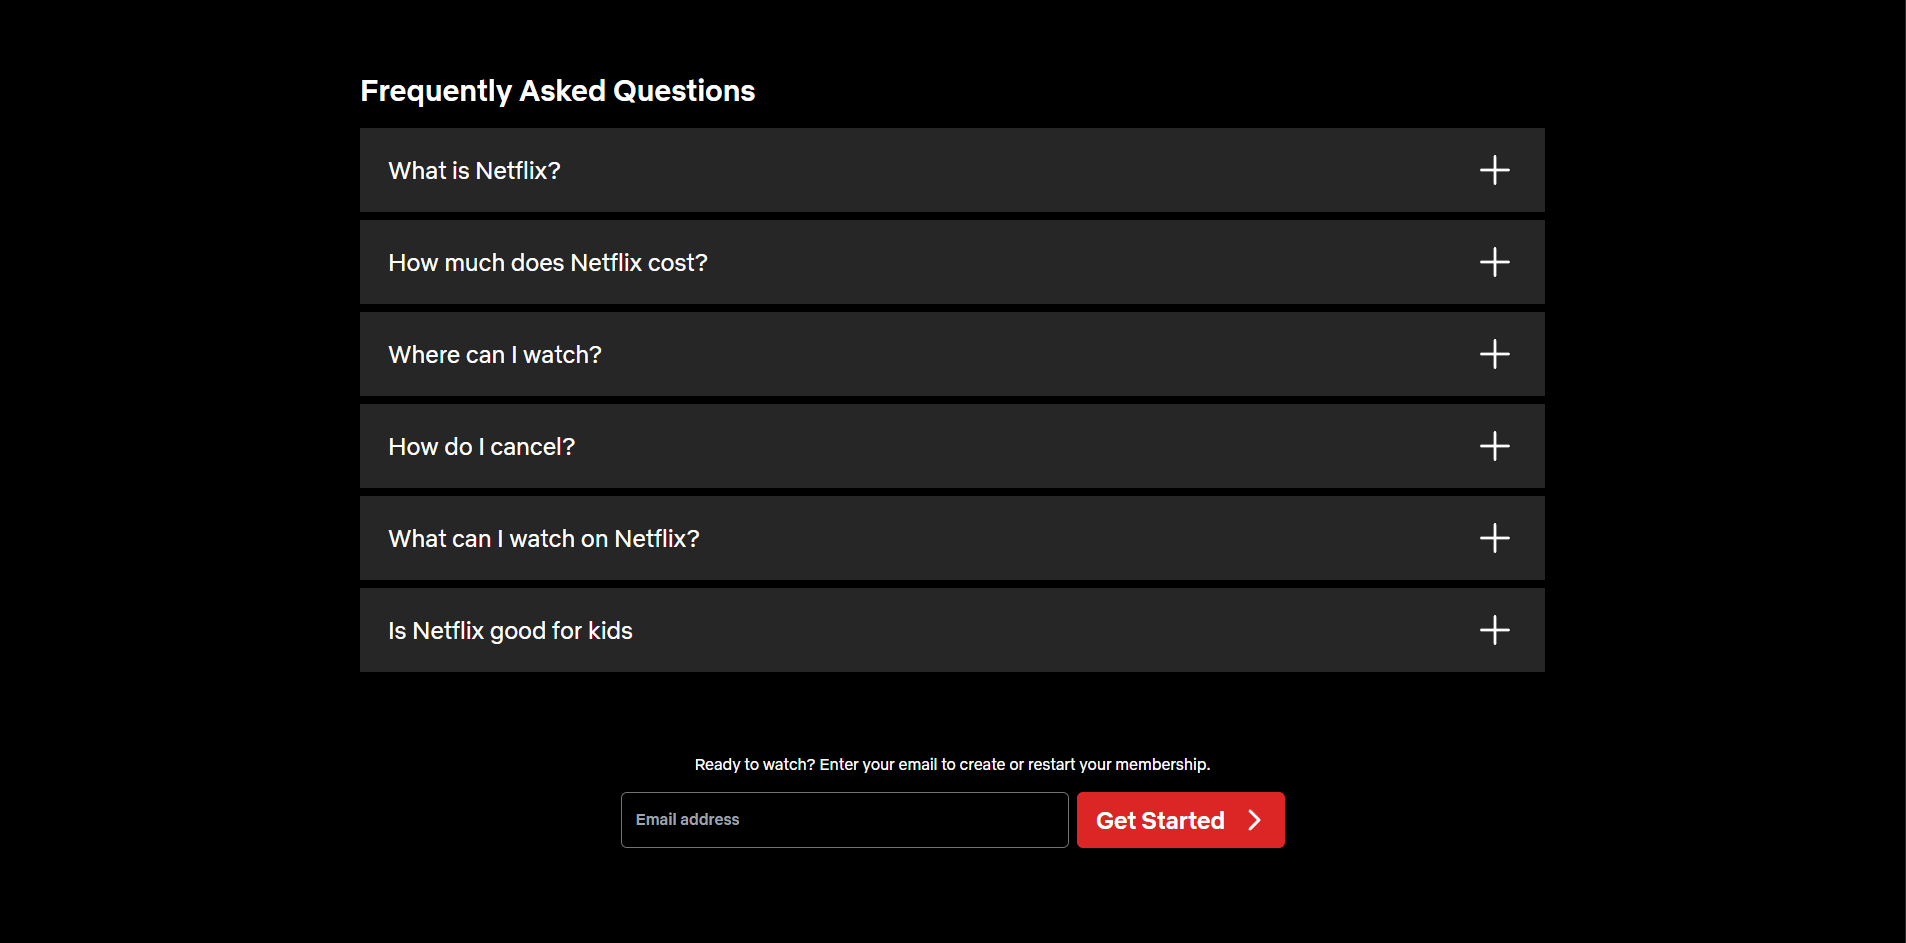 Frequently Asked Questions
What is Netflix?
How much does Netflix cost?
Where can I watch?
How do I cancel?
What can I watch on Netflix?
Is Netflix good for kids
Ready to watch? Enter your email to create or restart your membership.
Email address
Get Started